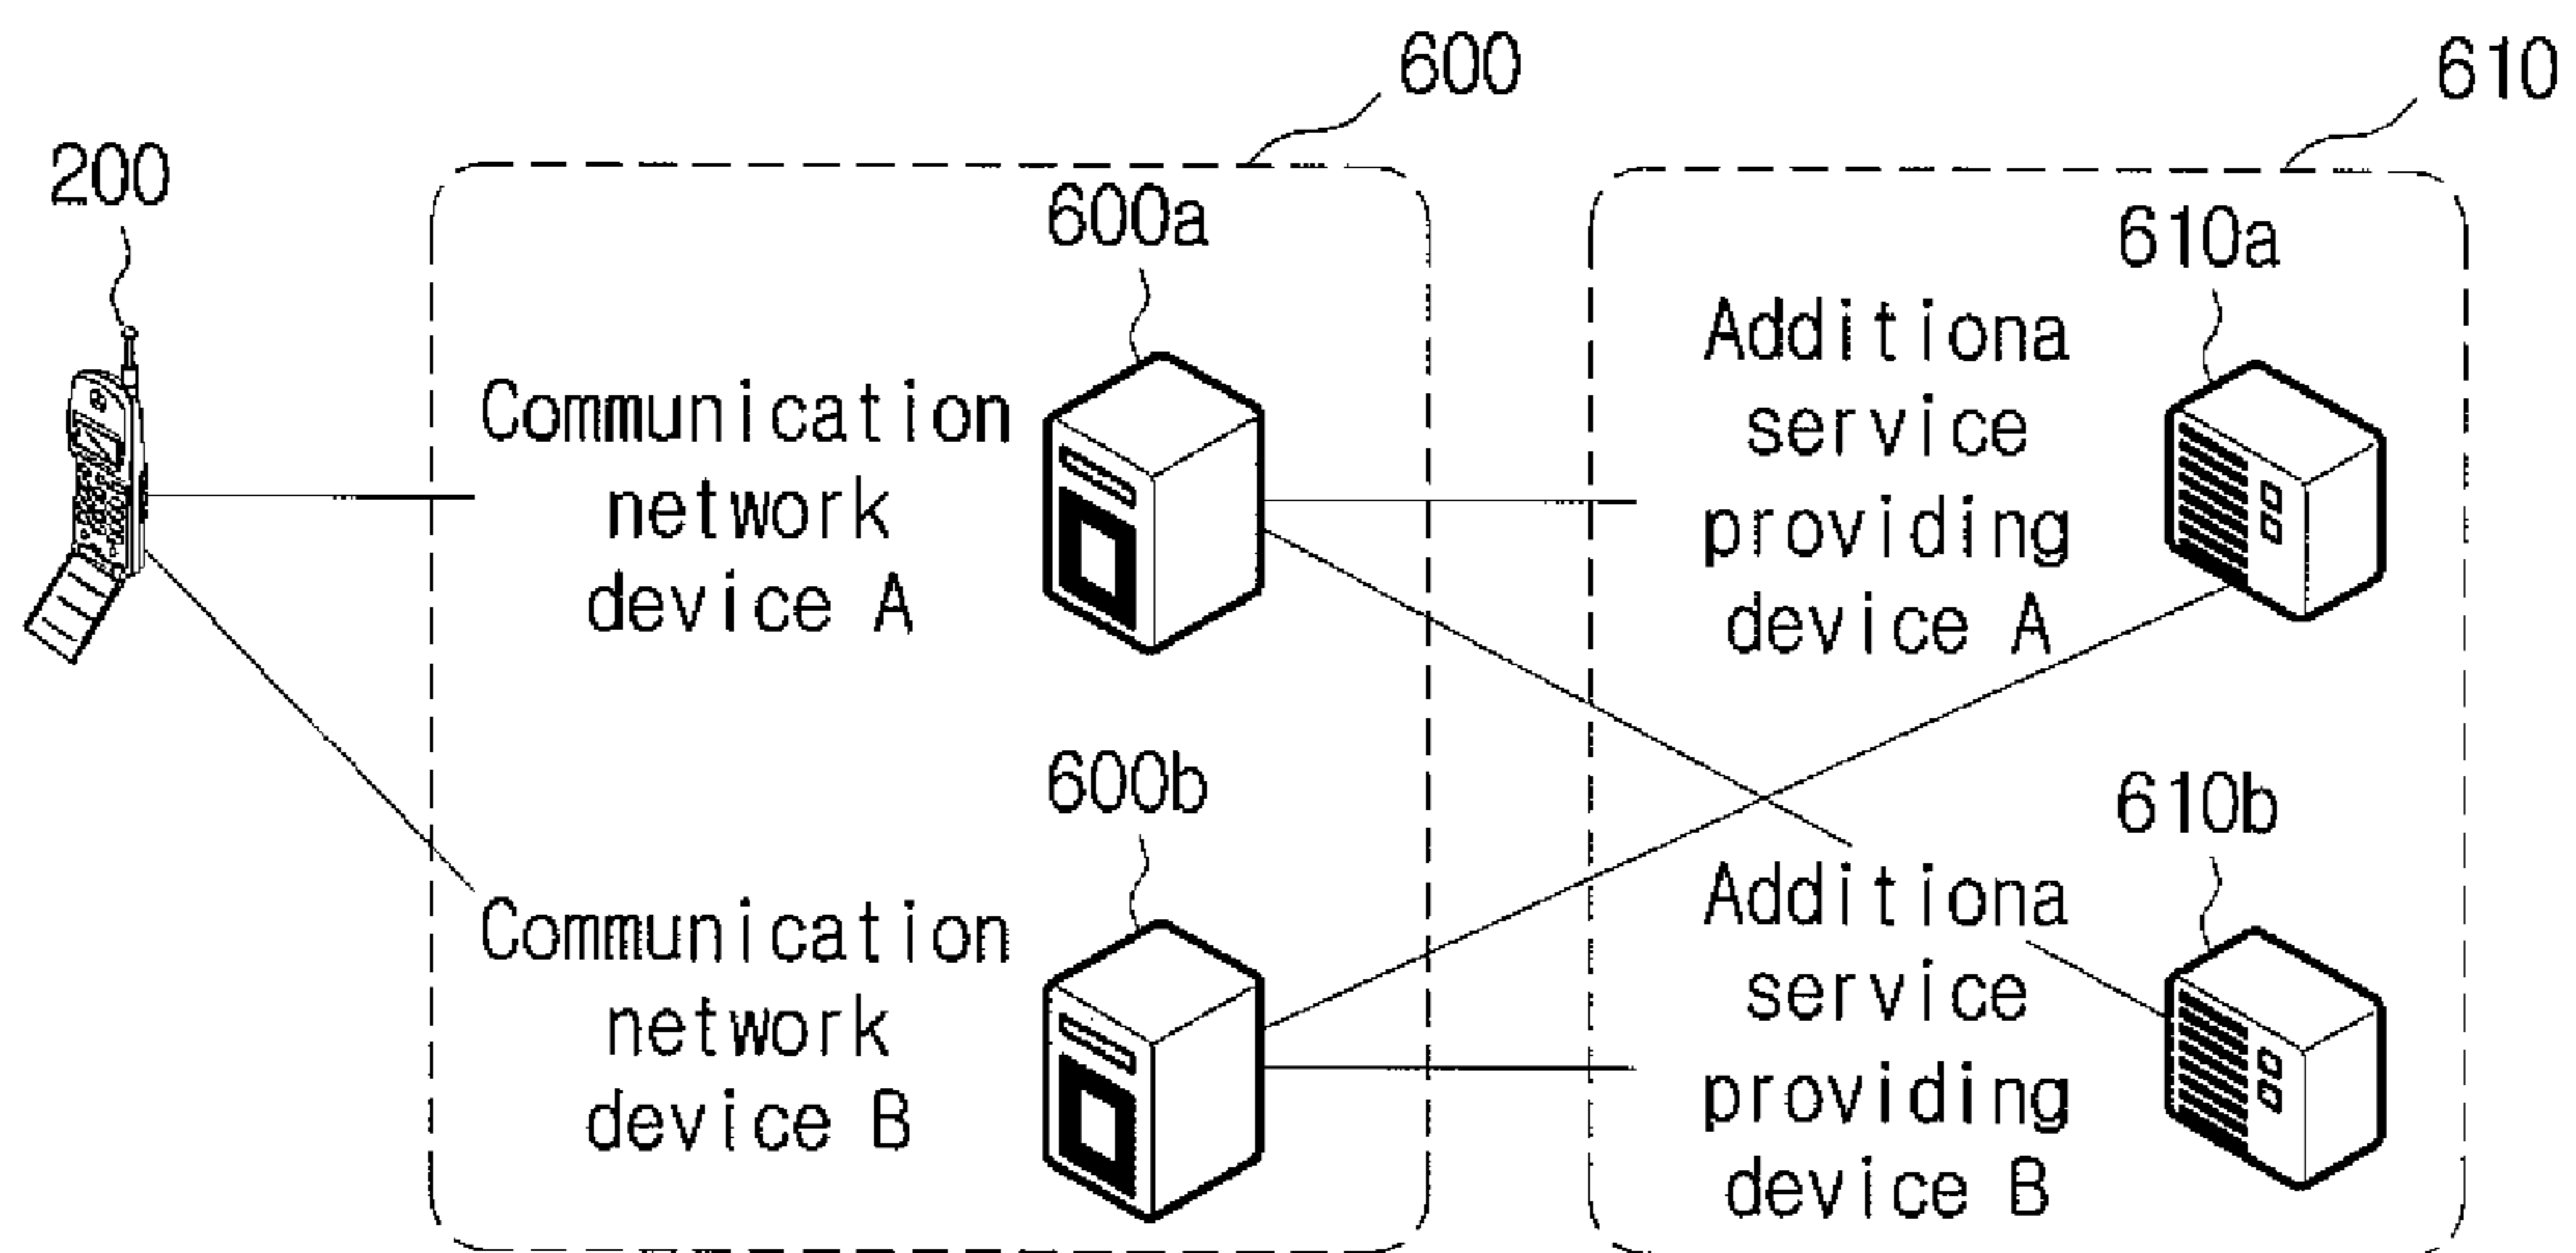 600
610
200
600a
610a
Communication
network
device A
Additiona
service
providing
device A
600b
610b
Communication
network
device B
Additiona
service
providing
device B